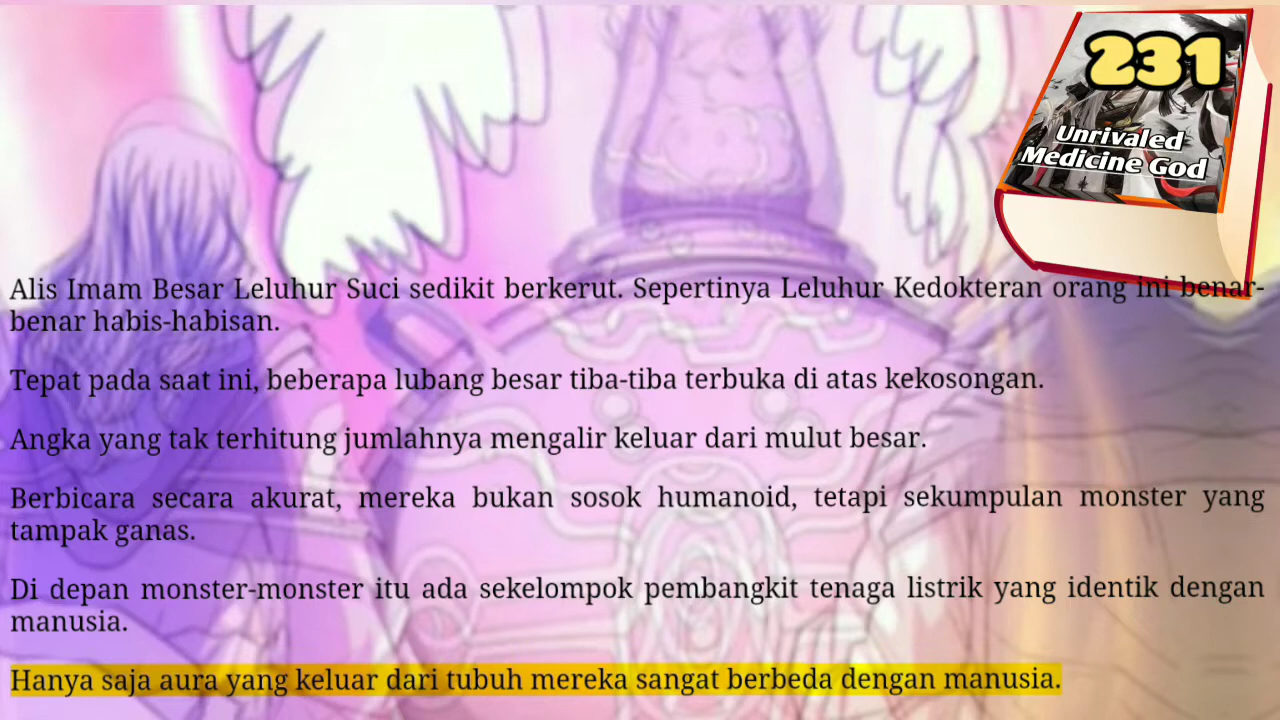 231
Unrivaled
Medicine God
Alis Imam Besar Leluhur Suci sedikit berkerut. Sepertinya Leluhur Kedokteran orang ini benar-
benar habis-habisan.
Tepat pada saat ini, beberapa lubang besar tiba-tiba terbuka di atas kekosongan.
Angka yang tak terhitung jumlahnya mengalir keluar dari mulut besar.
Berbicara secara akurat, mereka bukan sosok humanoid, tetapi sekumpulan monster yang
tampak ganas.
Di depan monster-monster itu ada sekelompok pembangkit tenaga listrik yang identik dengan
manusia.
Hanya saja aura yang keluar dari tubuh mereka sangat berbeda dengan manusia.